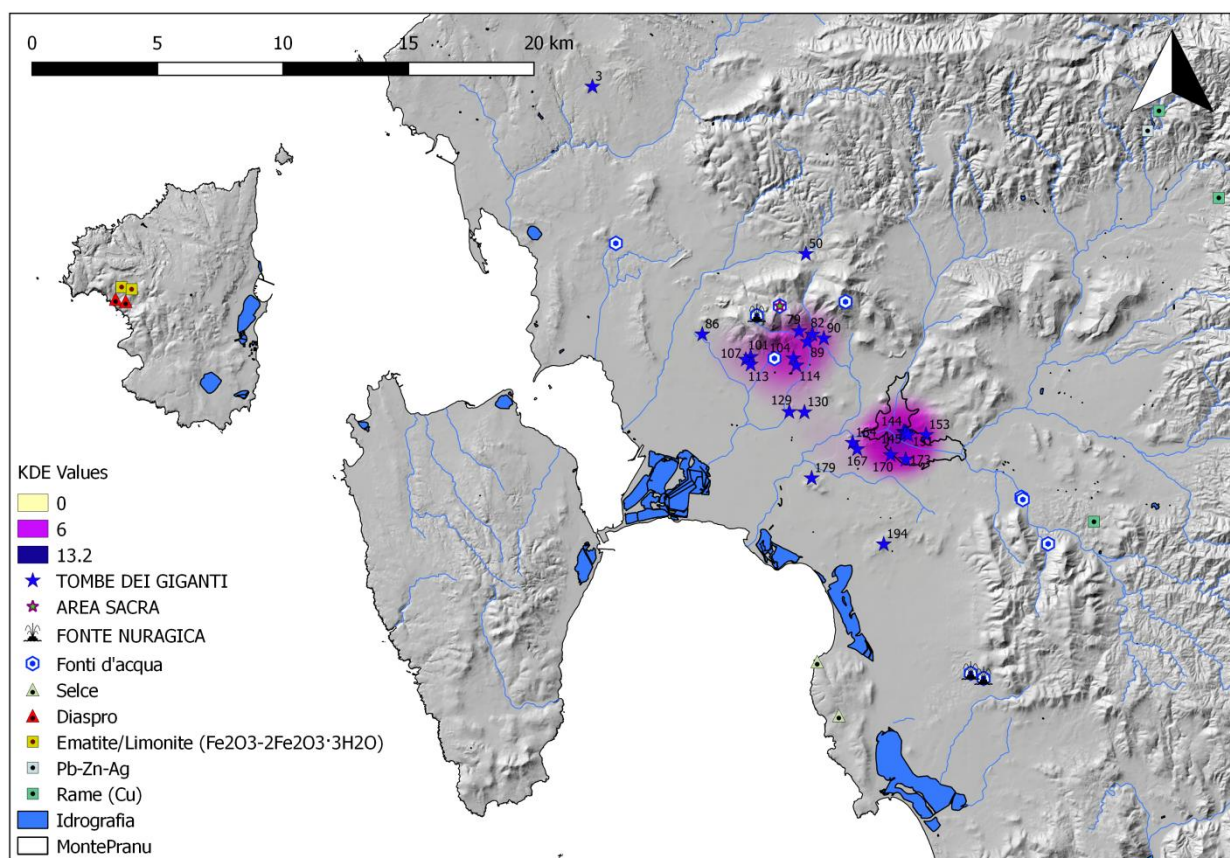 0 5 10 15 20 km
3
50
86
79 82 90
89
107 101 104
113 114
129 130
144 153
145
167 170 173
179
194
KDE Values
0
6
13.2
TOMBE DEI GIGANTI
AREA SACRA
FONTE NURAGICA
Fonti d'acqua
Selce
Diaspro
Ematite/Limonite (Fe2O3-2Fe2O3·3H2O)
Pb-Zn-Ag
Rame (Cu)
Idrografia
MontePranu